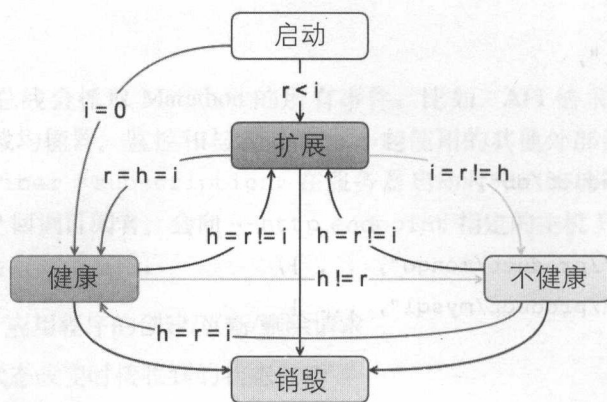 启动
r < i
i = 0
扩展
r = h = i
i = r != h
h = r != i
h = r != i
健康
h != r
不健康
h = r = i
销毁